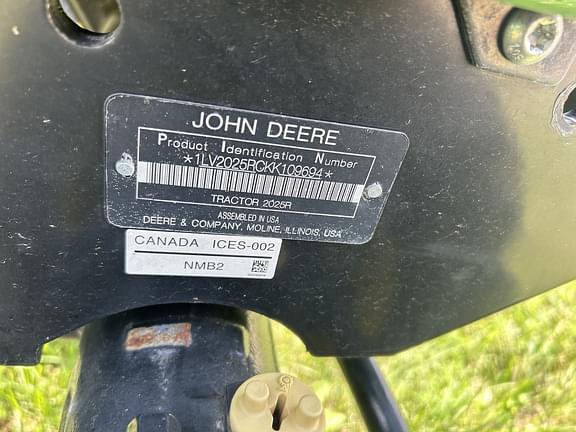 JOHN DEERE
Product Identification Number
*1LV2025RCKK109694*
TRACTOR 2025R
ASSEMBLED IN USA
DEERE & COMPANY, MOLINE, ILLINOIS, USA
CANADA ICES-002
NMB2